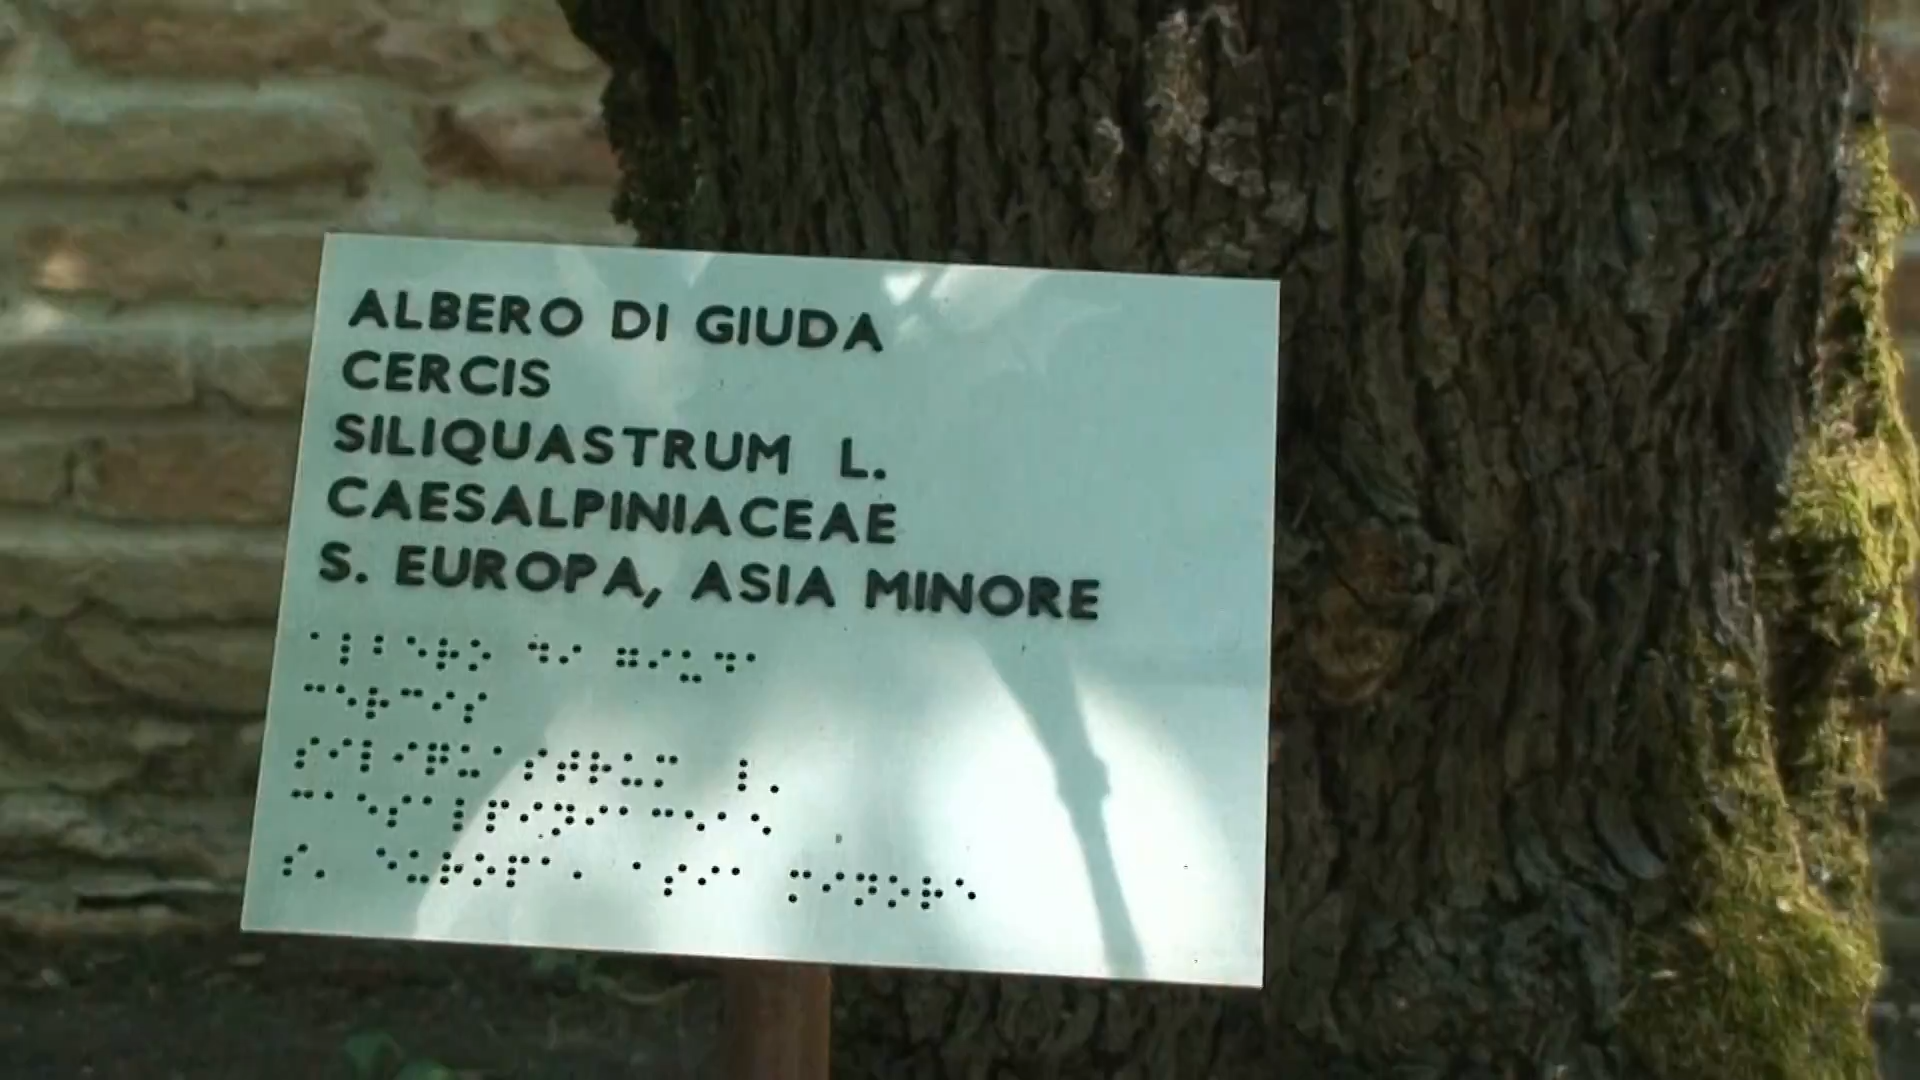 ALBERO DI GIUDA
CERCIS
SILIQUASTRUM L.
CAESALPINIACEAE
S. EUROPA, ASIA MINORE
⠁⠇⠃⠑⠗⠕ ⠙⠊ ⠛⠊⠥⠙⠁
⠉⠑⠗⠉⠊⠎
⠎⠊⠇⠊⠟⠥⠁⠎⠞⠗⠥⠍ ⠇⠄